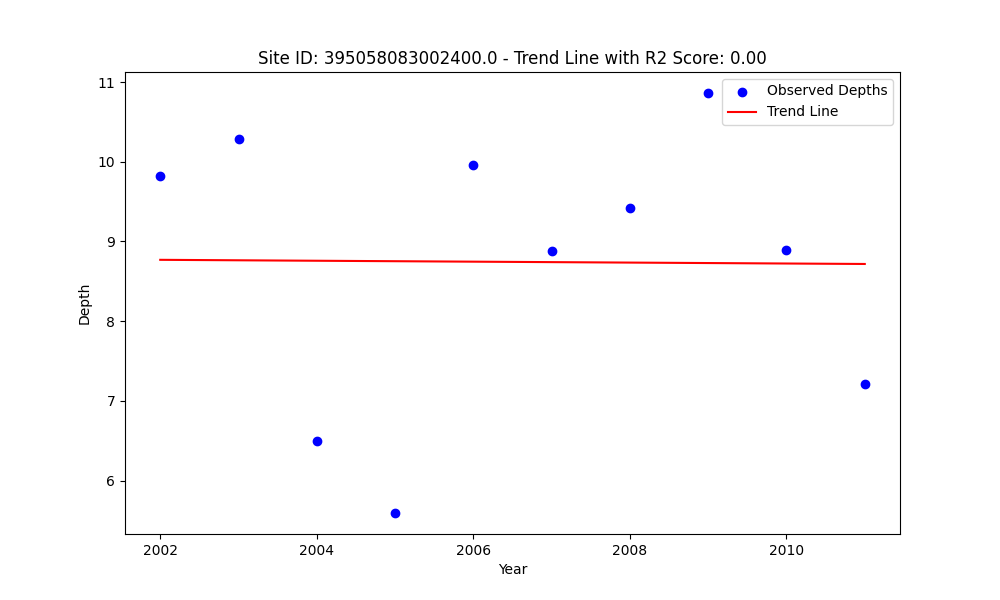 Site ID: 395058083002400.0 - Trend Line with R2 Score: 0.00
Observed Depths
Trend Line
11
10
9
8
7
6
Depth
2002 2004 2006 2008 2010
Year